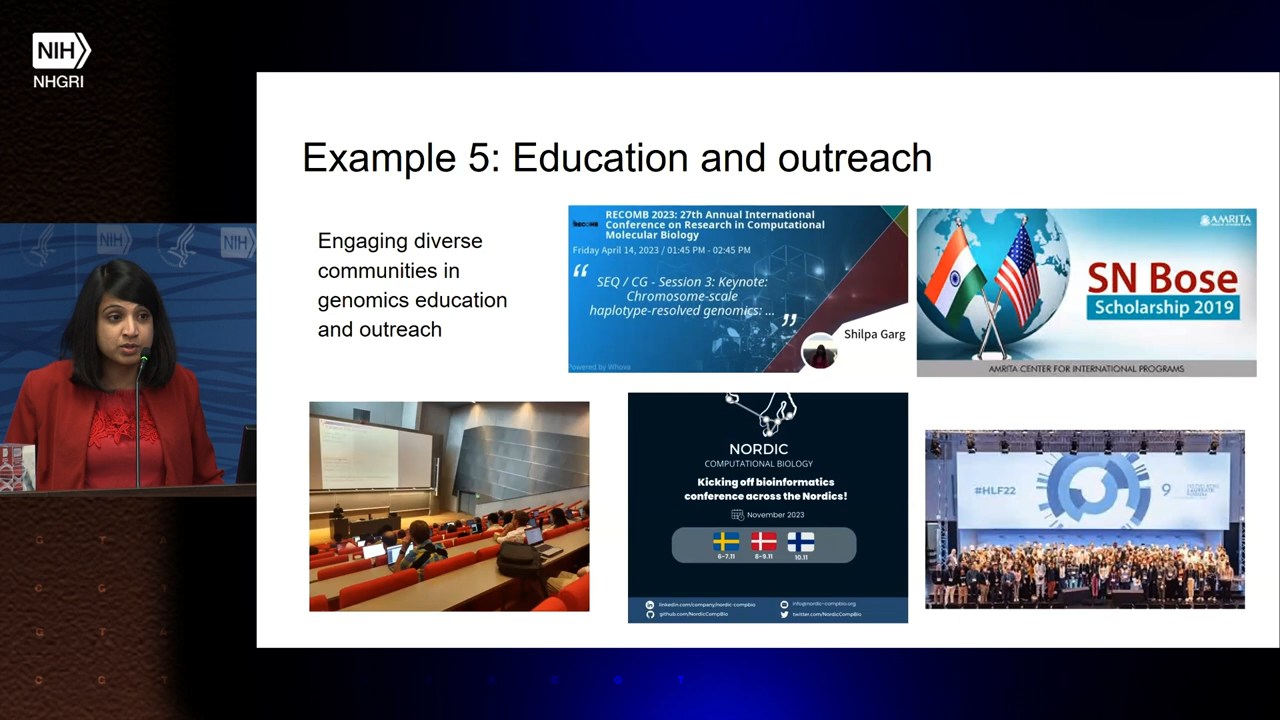 NIH
NHGRI
NIH
NIH
Example 5: Education and outreach
Engaging diverse
communities in
genomics education
and outreach
RECOMB
RECOMB 2023: 27th Annual International
Conference on Research in Computational
Molecular Biology
Friday April 14, 2023 / 01:45 PM - 02:45 PM
“
SEQ / CG - Session 3: Keynote:
Chromosome-scale
haplotype-resolved genomics: ...
”
Shilpa Garg
Powered by Whova
AMRITA
SN Bose
Scholarship 2019
AMRITA CENTER FOR INTERNATIONAL PROGRAMS
NORDIC
COMPUTATIONAL BIOLOGY
Kicking off bioinformatics
conference across the Nordics!
November 2023
6-7.11 8-9.11 10.11
linkedin.com/company/nordic-compbio info@nordic-compbio.org
github.com/NordicCompBio twitter.com/NordicCompBio
#HLF22
9